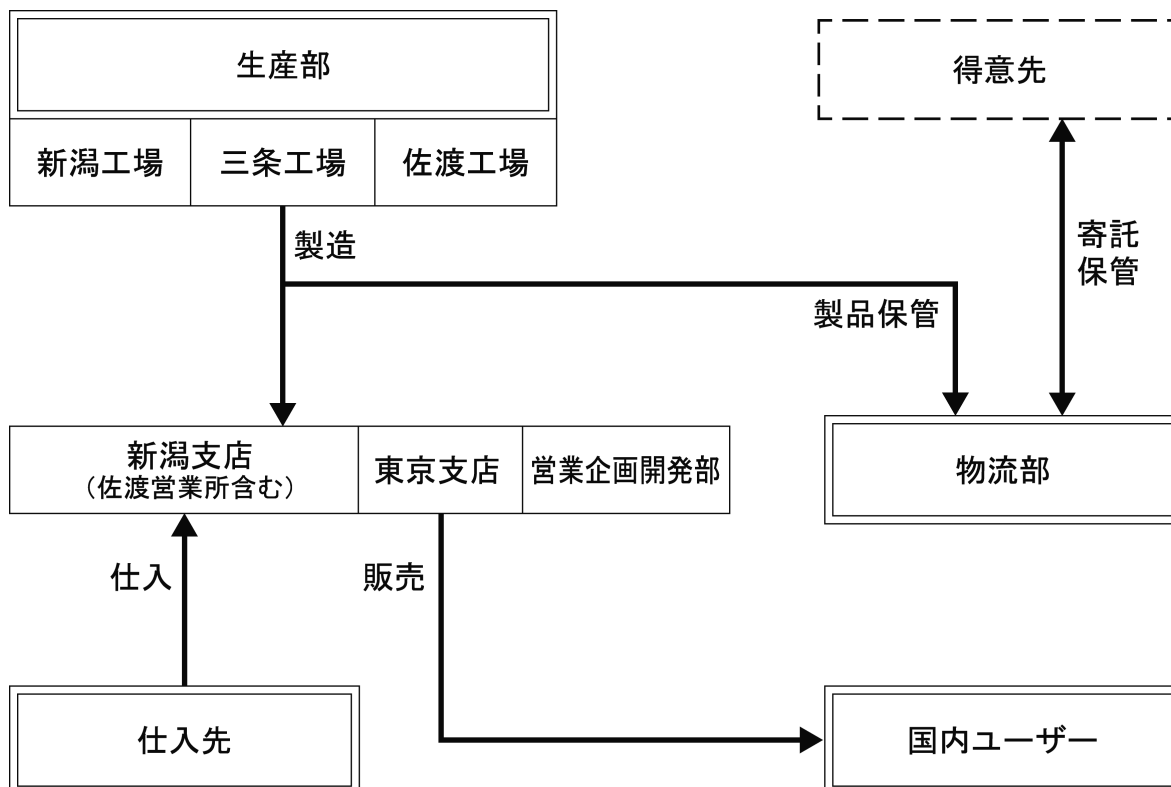 生産部
得意先
新潟工場
三条工場
佐渡工場
製造
寄託
保管
製品保管
新潟支店
（佐渡営業所含む）
東京支店
営業企画開発部
物流部
仕入
販売
仕入先
国内ユーザー